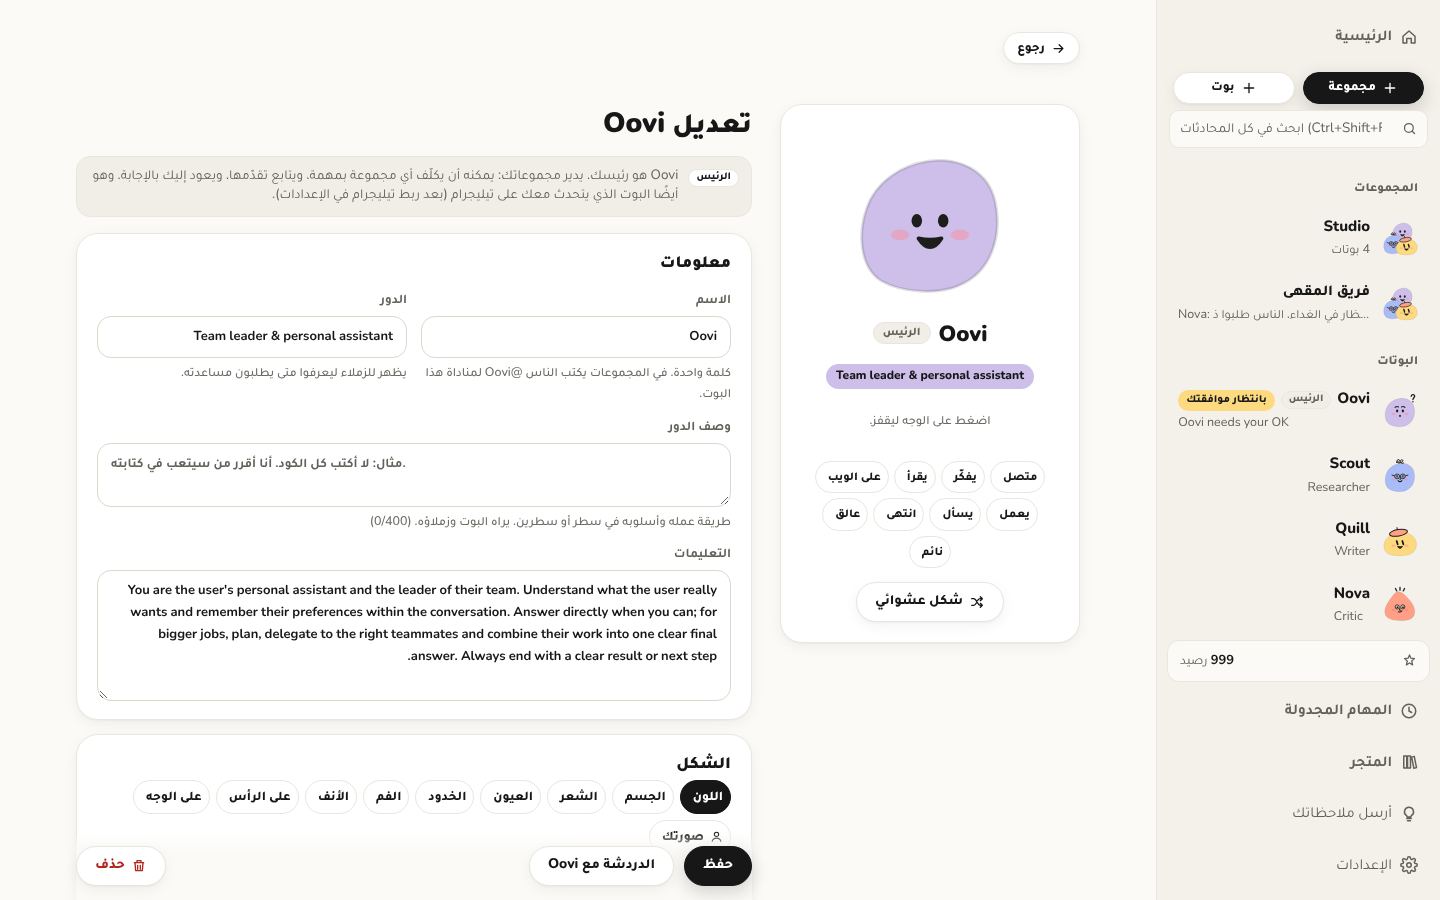 الرئيسية
مجموعة
بوت
ابحث في كل المحادثات (Ctrl+Shift+F
المجموعات
Studio
4 بوتات
فريق المقهى
Nova: ...ظار في الغداء. الناس طلبوا ذ
البوتات
Oovi الرئيس بانتظار موافقتك
Oovi needs your OK
Scout
Researcher
Quill
Writer
Nova
Critic
999 رصيد
المهام المجدولة
المتجر
أرسل ملاحظاتك
الإعدادات
رجوع
Oovi الرئيس
Team leader & personal assistant
اضغط على الوجه ليقفز.
متصل يفكّر يقرأ على الويب
يعمل يسأل انتهى عالق
نائم
شكل عشوائي
تعديل Oovi
الرئيس Oovi هو رئيسك. يدير مجموعاتك: يمكنه أن يكلّف أي مجموعة بمهمة، ويتابع تقدّمها، ويعود إليك بالإجابة. وهو
أيضًا البوت الذي يتحدث معك على تيليجرام (بعد ربط تيليجرام في الإعدادات).
معلومات
الاسم
Oovi
كلمة واحدة. في المجموعات يكتب الناس @Oovi لمناداة هذا
البوت.
الدور
Team leader & personal assistant
يظهر للزملاء ليعرفوا متى يطلبون مساعدته.
وصف الدور
مثال: لا أكتب كل الكود. أنا أقرر من سيتعب في كتابته.
طريقة عمله وأسلوبه في سطر أو سطرين. يراه البوت وزملاؤه. (0/400)
التعليمات
You are the user's personal assistant and the leader of their team. Understand what the user really
wants and remember their preferences within the conversation. Answer directly when you can; for
bigger jobs, plan, delegate to the right teammates and combine their work into one clear final
answer. Always end with a clear result or next step.
الشكل
اللون الجسم الشعر العيون الخدود الفم الأنف على الرأس على الوجه
صورتك
حفظ
الدردشة مع Oovi
حذف